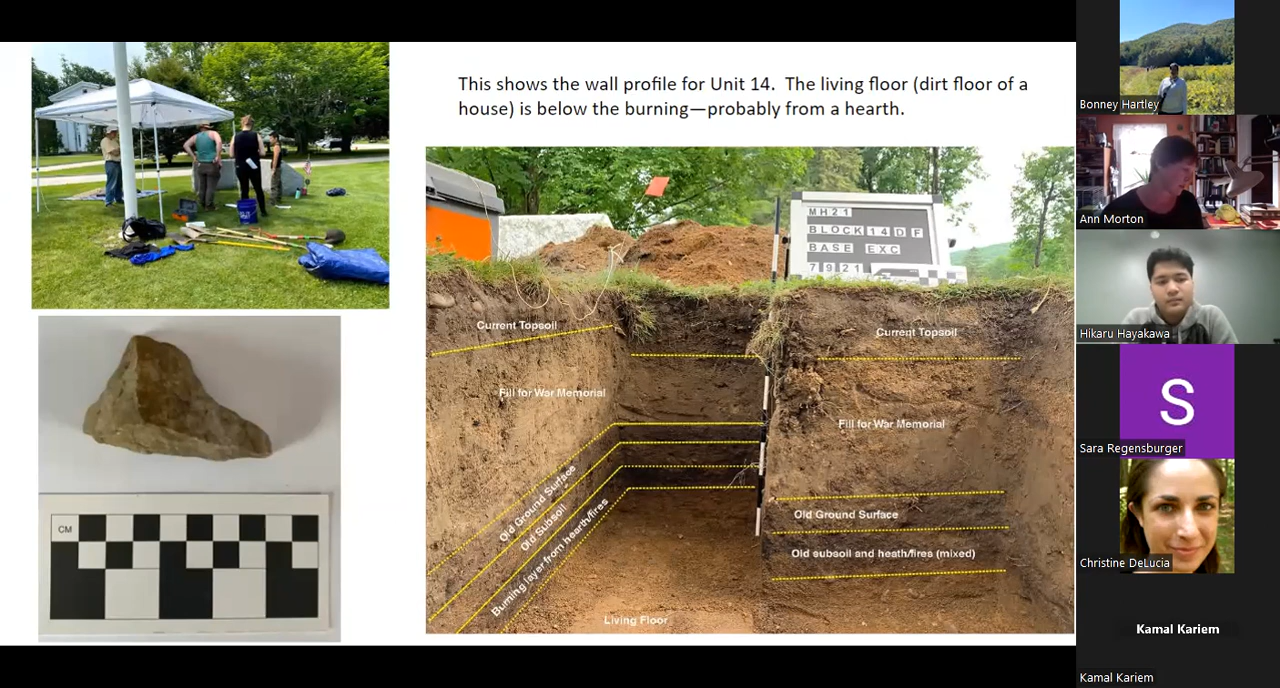 This shows the wall profile for Unit 14.  The living floor (dirt floor of a
house) is below the burning—probably from a hearth.
MH21
BLOCK 14 D F
BASE EXC
7 9 21
Current Topsoil
Fill for War Memorial
Old Ground Surface
Old Subsoil
Burning layer from hearth/fires
Living Floor
Current Topsoil
Fill for War Memorial
Old Ground Surface
Old subsoil and heath/fires (mixed)
CM
Bonney Hartley
Ann Morton
Hikaru Hayakawa
S
Sara Regensburger
Christine DeLucia
Kamal Kariem
Kamal Kariem